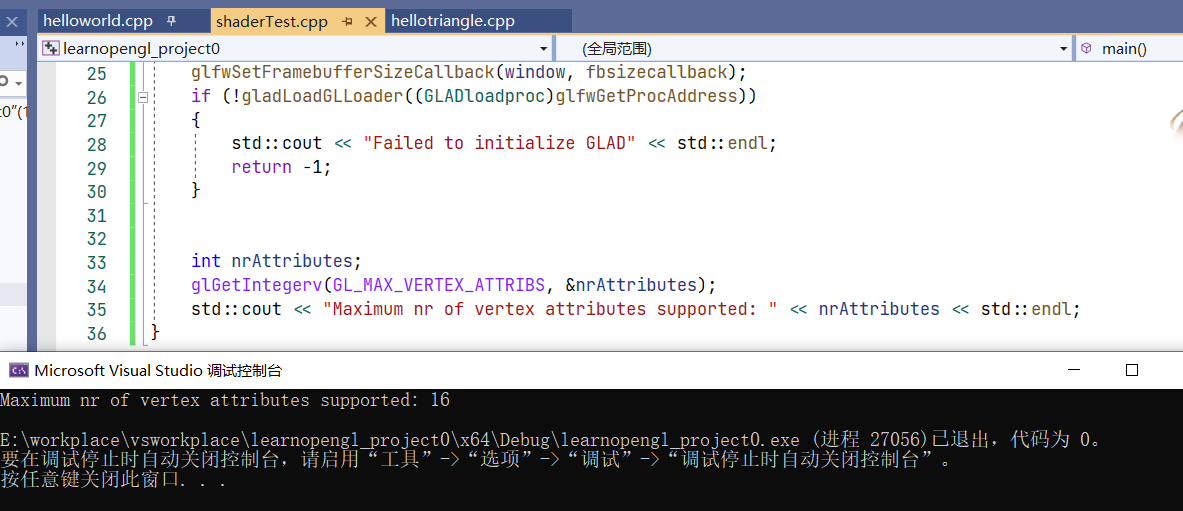 helloworld.cpp
shaderTest.cpp
hellotriangle.cpp
learnopengl_project0
(全局范围)
main()
25 glfwSetFramebufferSizeCallback(window, fbsizecallback);
26 if (!gladLoadGLLoader((GLADloadproc)glfwGetProcAddress))
27 {
28 std::cout << "Failed to initialize GLAD" << std::endl;
29 return -1;
30 }
31
32
33 int nrAttributes;
34 glGetIntegerv(GL_MAX_VERTEX_ATTRIBS, &nrAttributes);
35 std::cout << "Maximum nr of vertex attributes supported: " << nrAttributes << std::endl;
36 }
Microsoft Visual Studio 调试控制台
Maximum nr of vertex attributes supported: 16
E:\workplace\vsworkplace\learnopengl_project0\x64\Debug\learnopengl_project0.exe (进程 27056)已退出，代码为 0。
要在调试停止时自动关闭控制台，请启用“工具”->“选项”->“调试”->“调试停止时自动关闭控制台”。
按任意键关闭此窗口. . .